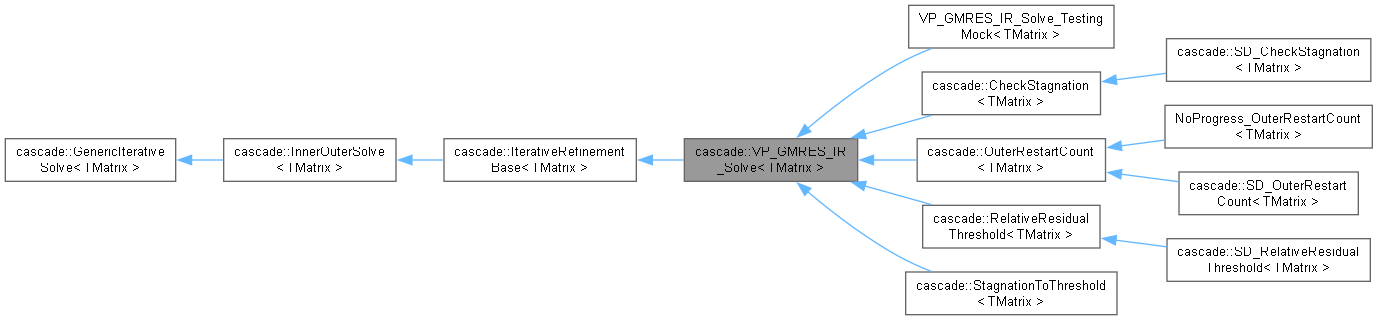 cascade::GenericIterative
Solve< TMatrix >
cascade::InnerOuterSolve
< TMatrix >
cascade::IterativeRefinement
Base< TMatrix >
cascade::VP_GMRES_IR
_Solve< TMatrix >
VP_GMRES_IR_Solve_Testing
Mock< TMatrix >
cascade::CheckStagnation
< TMatrix >
cascade::OuterRestartCount
< TMatrix >
cascade::RelativeResidual
Threshold< TMatrix >
cascade::StagnationToThreshold
< TMatrix >
cascade::SD_CheckStagnation
< TMatrix >
NoProgress_OuterRestartCount
< TMatrix >
cascade::SD_OuterRestart
Count< TMatrix >
cascade::SD_RelativeResidual
Threshold< TMatrix >